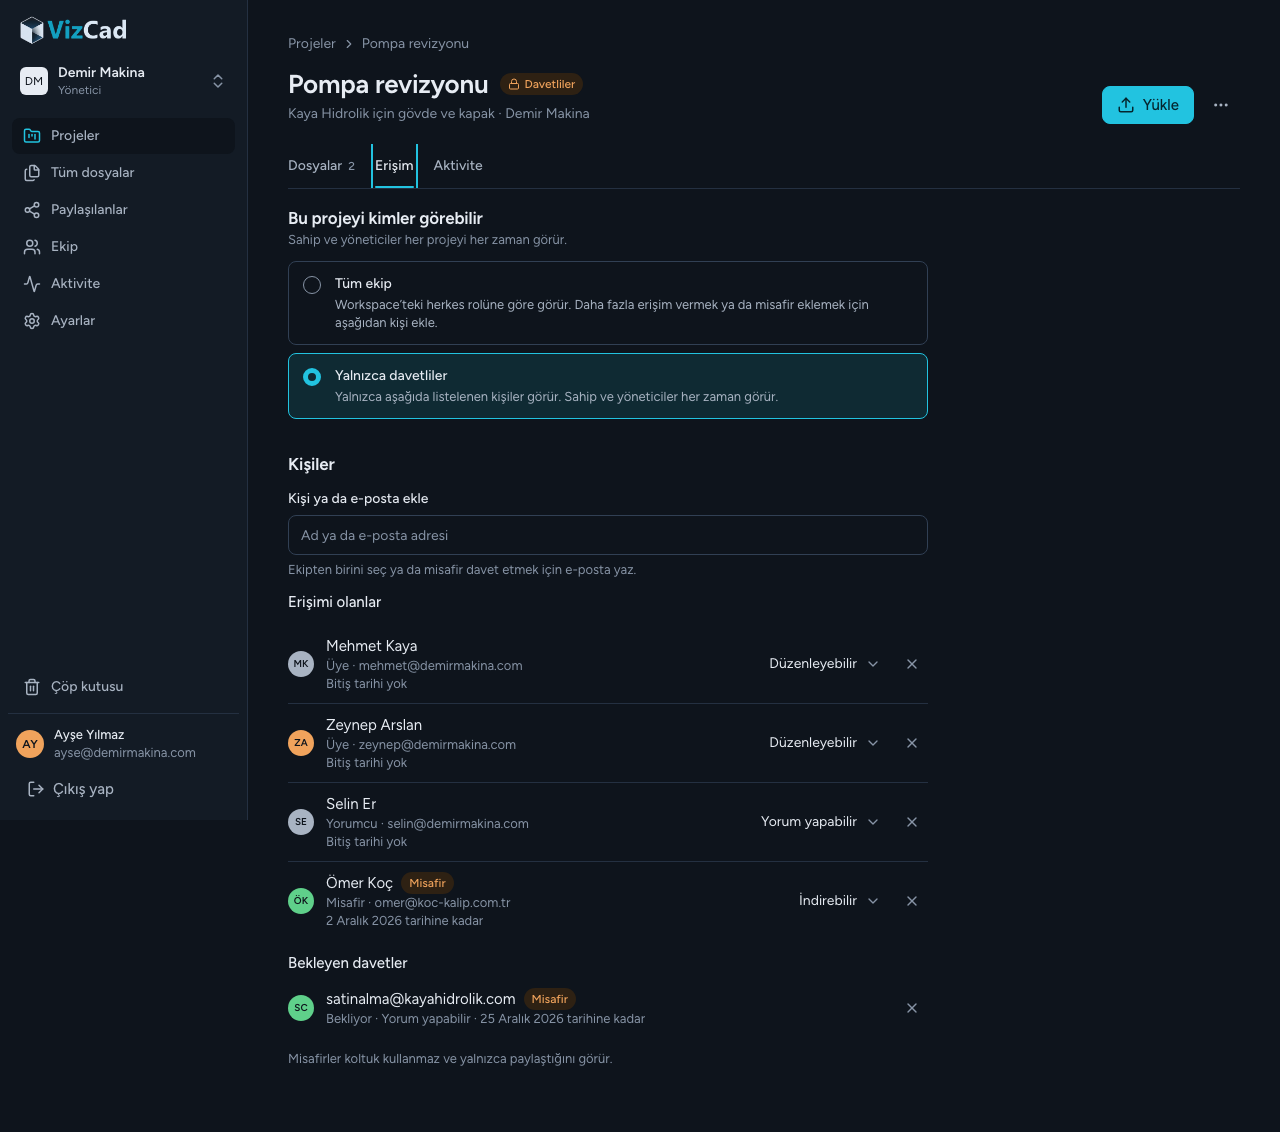 VizCad
DM
Demir Makina
Yönetici
Projeler
Tüm dosyalar
Paylaşılanlar
Ekip
Aktivite
Ayarlar
Çöp kutusu
AY
Ayşe Yılmaz
ayse@demirmakina.com
Çıkış yap
Projeler > Pompa revizyonu
Pompa revizyonu Davetliler
Kaya Hidrolik için gövde ve kapak · Demir Makina
Yükle
Dosyalar 2 Erişim Aktivite
Bu projeyi kimler görebilir
Sahip ve yöneticiler her projeyi her zaman görür.
Tüm ekip
Workspace'teki herkes rolüne göre görür. Daha fazla erişim vermek ya da misafir eklemek için
aşağıdan kişi ekle.
Yalnızca davetliler
Yalnızca aşağıda listelenen kişiler görür. Sahip ve yöneticiler her zaman görür.
Kişiler
Kişi ya da e-posta ekle
Ad ya da e-posta adresi
Ekipten birini seç ya da misafir davet etmek için e-posta yaz.
Erişimi olanlar
MK
Mehmet Kaya
Üye · mehmet@demirmakina.com
Bitiş tarihi yok
Düzenleyebilir
ZA
Zeynep Arslan
Üye · zeynep@demirmakina.com
Bitiş tarihi yok
Düzenleyebilir
SE
Selin Er
Yorumcu · selin@demirmakina.com
Bitiş tarihi yok
Yorum yapabilir
ÖK
Ömer Koç Misafir
Misafir · omer@koc-kalip.com.tr
2 Aralık 2026 tarihine kadar
İndirebilir
Bekleyen davetler
SC
satinalma@kayahidrolik.com Misafir
Bekliyor · Yorum yapabilir · 25 Aralık 2026 tarihine kadar
Misafirler koltuk kullanmaz ve yalnızca paylaştığını görür.